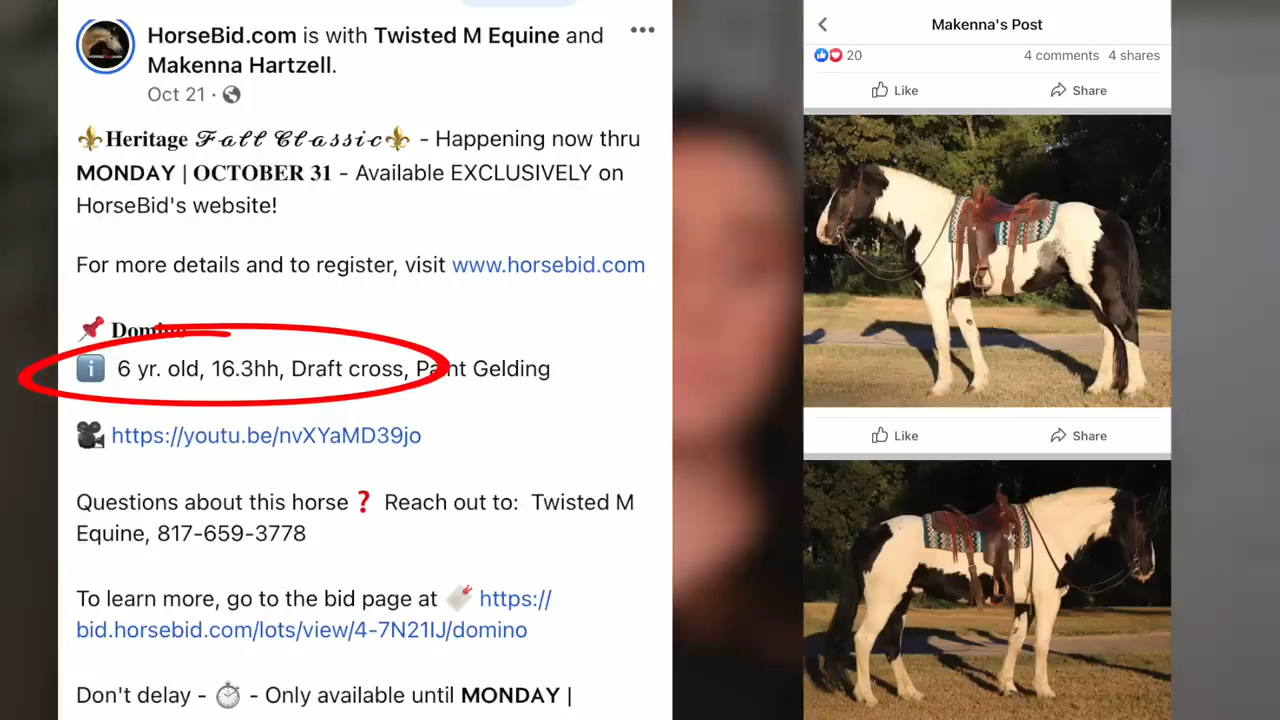 HorseBid.com is with Twisted M Equine and
Makenna Hartzell.
Oct 21 ·
⚜️Heritage 𝓕𝓪𝓵𝓵 𝓒𝓵𝓪𝓼𝓼𝓲𝓬⚜️ - Happening now thru
MONDAY | OCTOBER 31 - Available EXCLUSIVELY on
HorseBid's website!
For more details and to register, visit www.horsebid.com
📌 Domino
ℹ️ 6 yr. old, 16.3hh, Draft cross, Paint Gelding
🎥 https://youtu.be/nvXYaMD39jo
Questions about this horse❓ Reach out to: Twisted M
Equine, 817-659-3778
To learn more, go to the bid page at https://
bid.horsebid.com/lots/view/4-7N21IJ/domino
Don't delay - ⏱ - Only available until MONDAY |
Makenna's Post
20 4 comments 4 shares
Like Share
Like Share